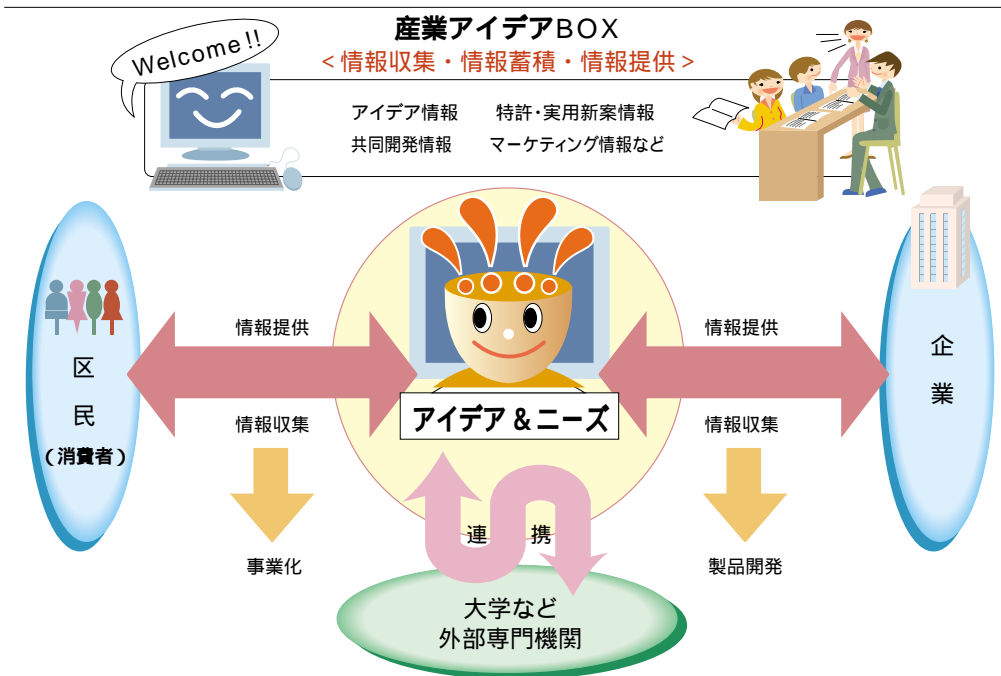 産業アイデアBOX
Welcome!!
<情報収集・情報蓄積・情報提供>
アイデア情報 特許・実用新案情報
共同開発情報 マーケティング情報など
区民
(消費者)
情報提供
情報収集
事業化
アイデア&ニーズ
情報提供
情報収集
製品開発
企業
連携
大学など
外部専門機関